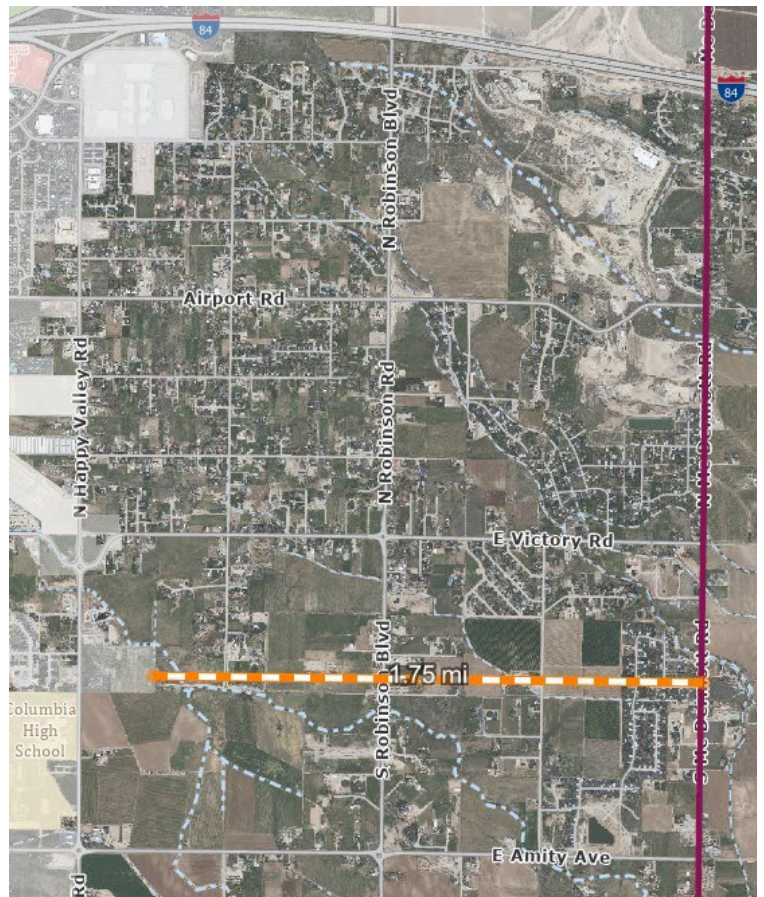 84
N Robinson Blvd
84
Airport Rd
N Happy Valley Rd
N Robinson Rd
E Victory Rd
S Robinson Blvd
1.75 mi
Columbia
High
School
E Amity Ave
Rd